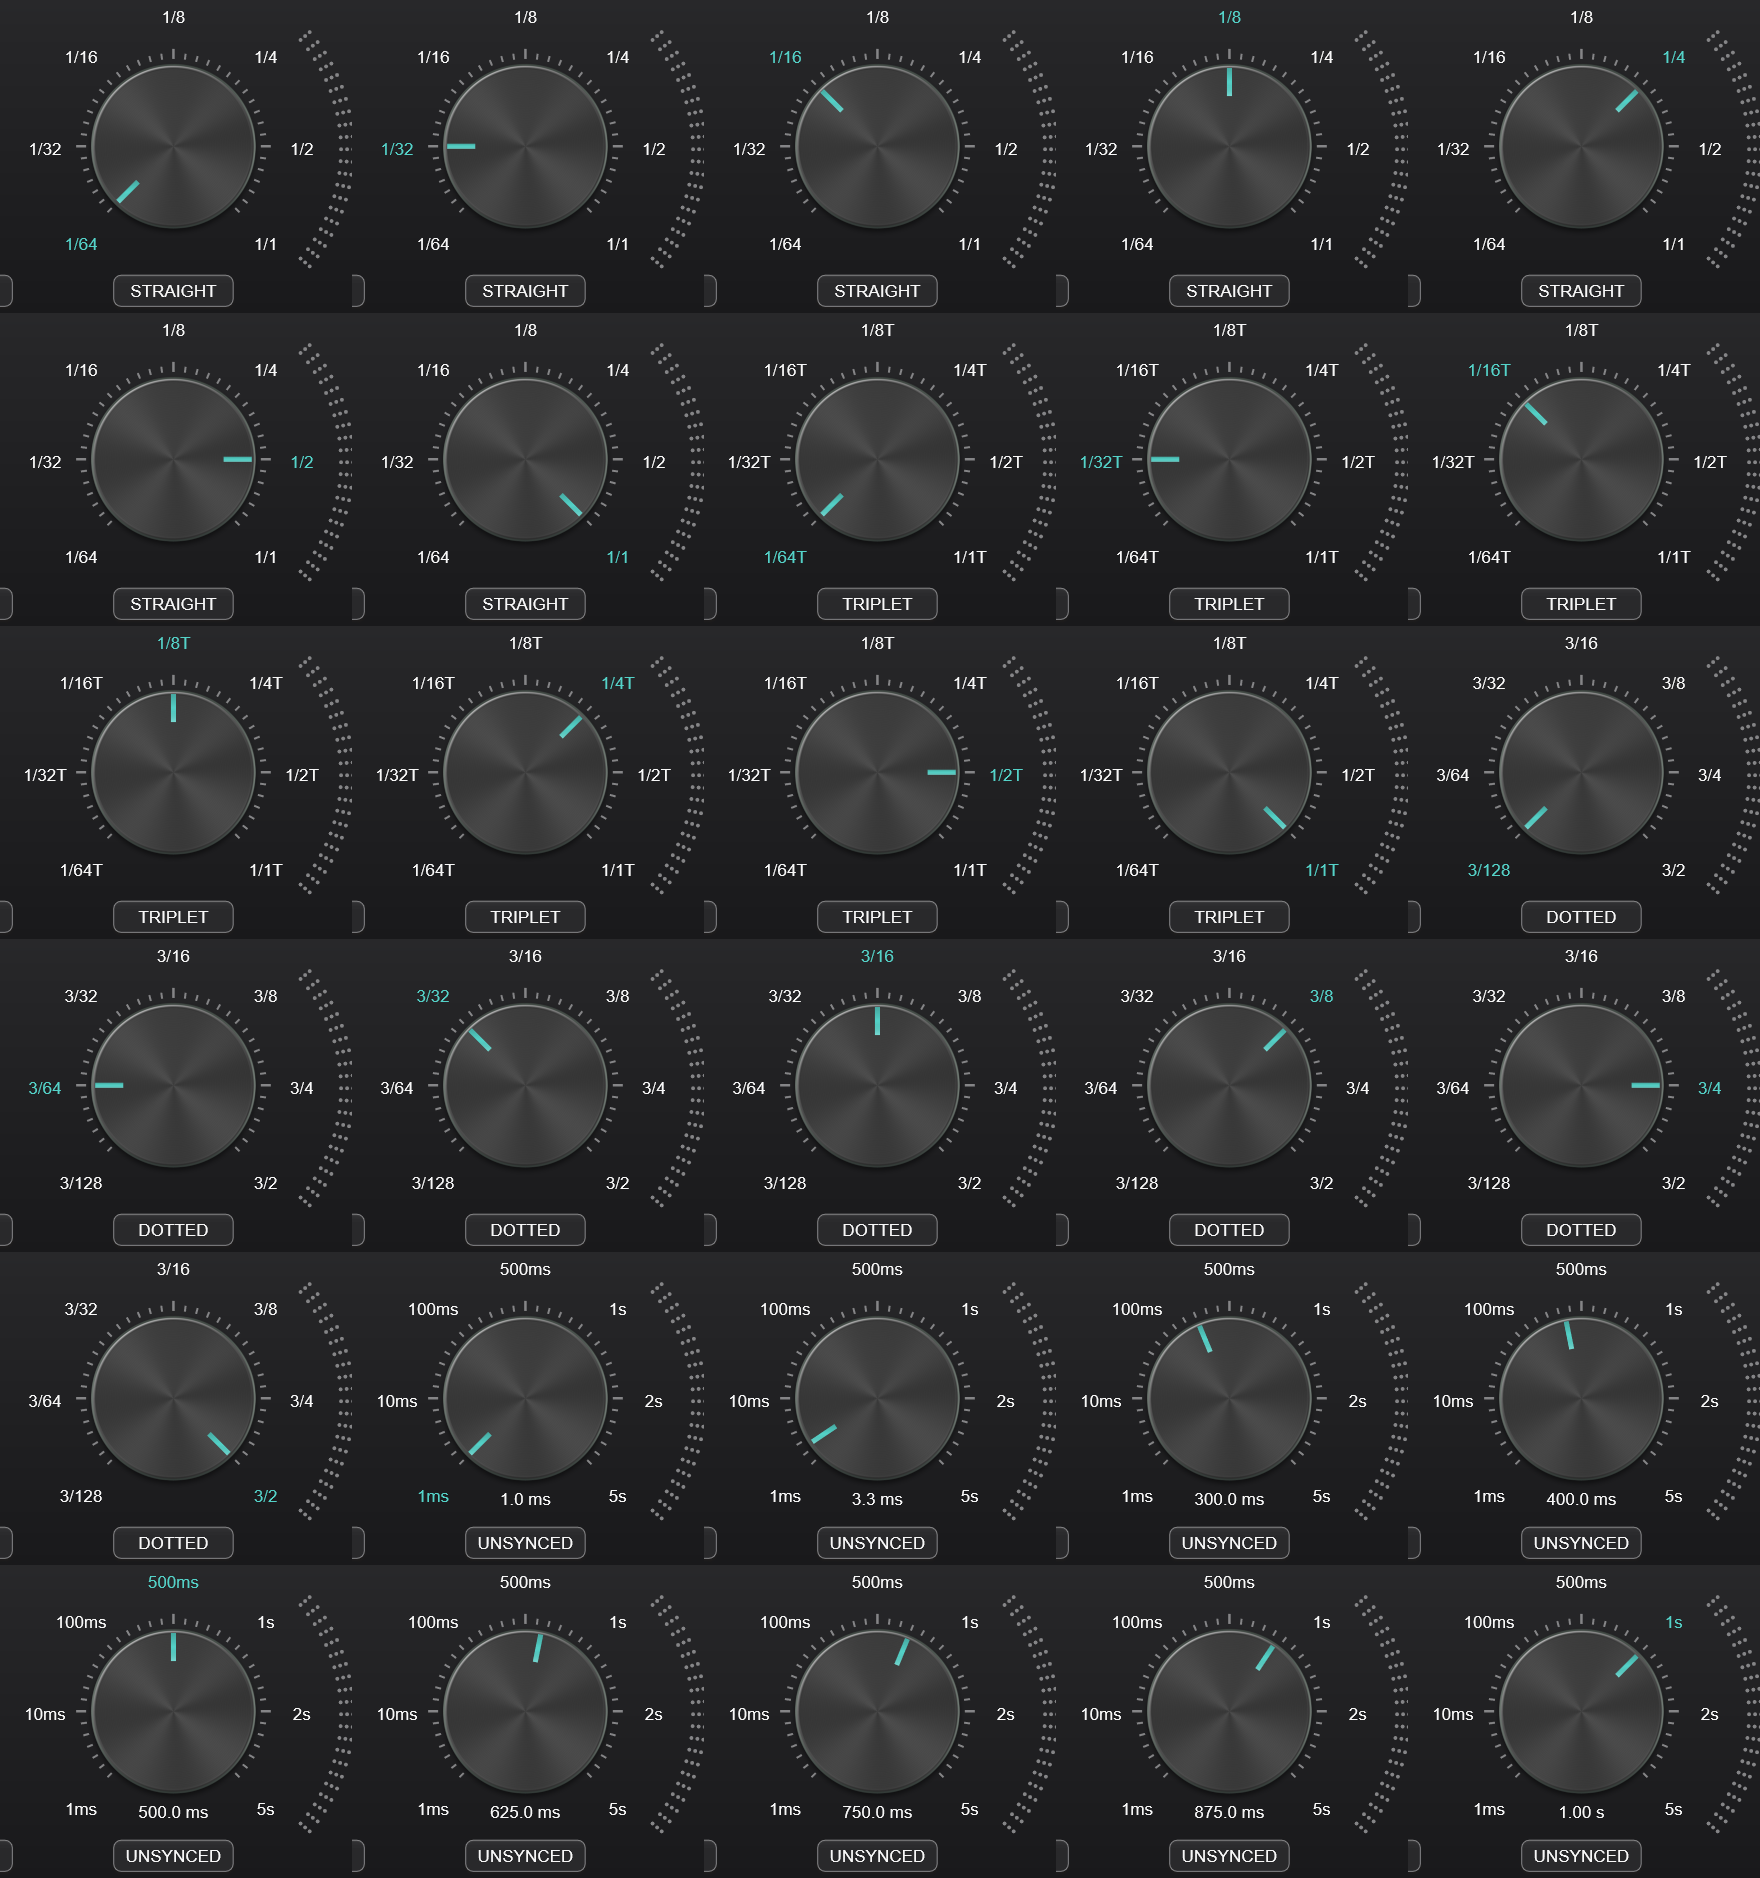 1/8 1/8 1/8 1/8 1/8
1/16 1/4 1/16 1/4 1/16 1/4 1/16 1/4 1/16 1/4
1/32 1/2 1/32 1/2 1/32 1/2 1/32 1/2 1/32 1/2
1/64 1/1 1/64 1/1 1/64 1/1 1/64 1/1 1/64 1/1
STRAIGHT STRAIGHT STRAIGHT STRAIGHT STRAIGHT
1/8 1/8 1/8T 1/8T 1/8T
1/16 1/4 1/16 1/4 1/16T 1/4T 1/16T 1/4T 1/16T 1/4T
1/32 1/2 1/32 1/2 1/32T 1/2T 1/32T 1/2T 1/32T 1/2T
1/64 1/1 1/64 1/1 1/64T 1/1T 1/64T 1/1T 1/64T 1/1T
STRAIGHT STRAIGHT TRIPLET TRIPLET TRIPLET
1/8T 1/8T 1/8T 1/8T 3/16
1/16T 1/4T 1/16T 1/4T 1/16T 1/4T 1/16T 1/4T 3/32 3/8
1/32T 1/2T 1/32T 1/2T 1/32T 1/2T 1/32T 1/2T 3/64 3/4
1/64T 1/1T 1/64T 1/1T 1/64T 1/1T 1/64T 1/1T 3/128 3/2
TRIPLET TRIPLET TRIPLET TRIPLET DOTTED
3/16 3/16 3/16 3/16 3/16
3/32 3/8 3/32 3/8 3/32 3/8 3/32 3/8 3/32 3/8
3/64 3/4 3/64 3/4 3/64 3/4 3/64 3/4 3/64 3/4
3/128 3/2 3/128 3/2 3/128 3/2 3/128 3/2 3/128 3/2
DOTTED DOTTED DOTTED DOTTED DOTTED
3/16 500ms 500ms 500ms 500ms
3/32 3/8 100ms 1s 100ms 1s 100ms 1s 100ms 1s
3/64 3/4 10ms 2s 10ms 2s 10ms 2s 10ms 2s
3/128 3/2 1ms 1.0 ms 5s 1ms 3.3 ms 5s 1ms 300.0 ms 5s 1ms 400.0 ms 5s
DOTTED UNSYNCED UNSYNCED UNSYNCED UNSYNCED
500ms 500ms 500ms 500ms 500ms
100ms 1s 100ms 1s 100ms 1s 100ms 1s 100ms 1s
10ms 2s 10ms 2s 10ms 2s 10ms 2s 10ms 2s
1ms 500.0 ms 5s 1ms 625.0 ms 5s 1ms 750.0 ms 5s 1ms 875.0 ms 5s 1ms 1.00 s 5s
UNSYNCED UNSYNCED UNSYNCED UNSYNCED UNSYNCED